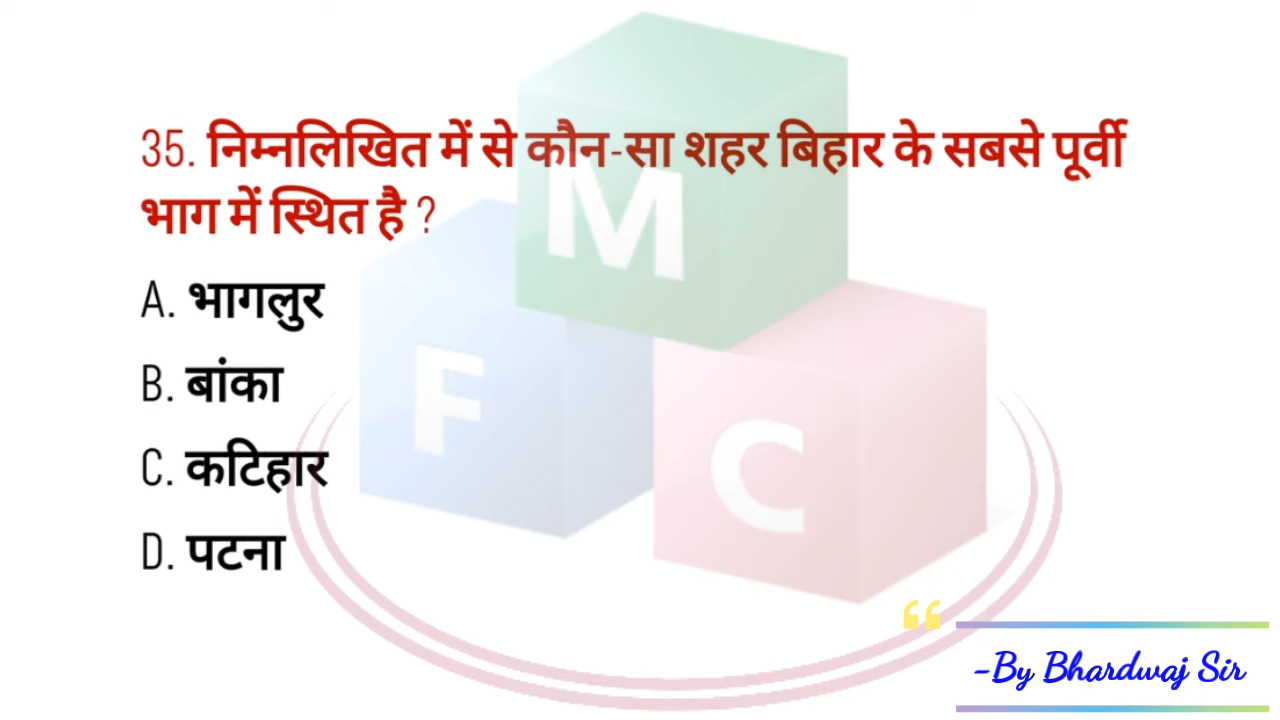 35. निम्नलिखित में से कौन-सा शहर बिहार के सबसे पूर्वी
भाग में स्थित है ?
A. भागलुर
B. बांका
C. कटिहार
D. पटना
M
F
C
“
-By Bhardwaj Sir